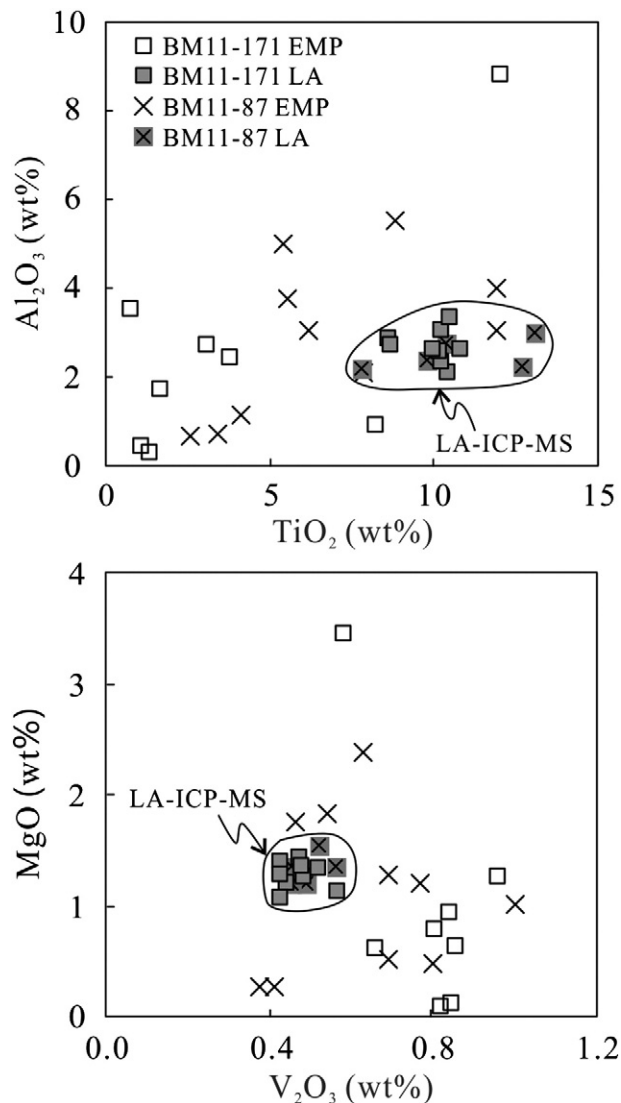 10
8
6
4
2
0
Al₂O₃ (wt%)
BM11-171 EMP
BM11-171 LA
BM11-87 EMP
BM11-87 LA
LA-ICP-MS
0 5 10 15
TiO₂ (wt%)
4
3
2
1
0
MgO (wt%)
LA-ICP-MS
0.0 0.4 0.8 1.2
V₂O₃ (wt%)